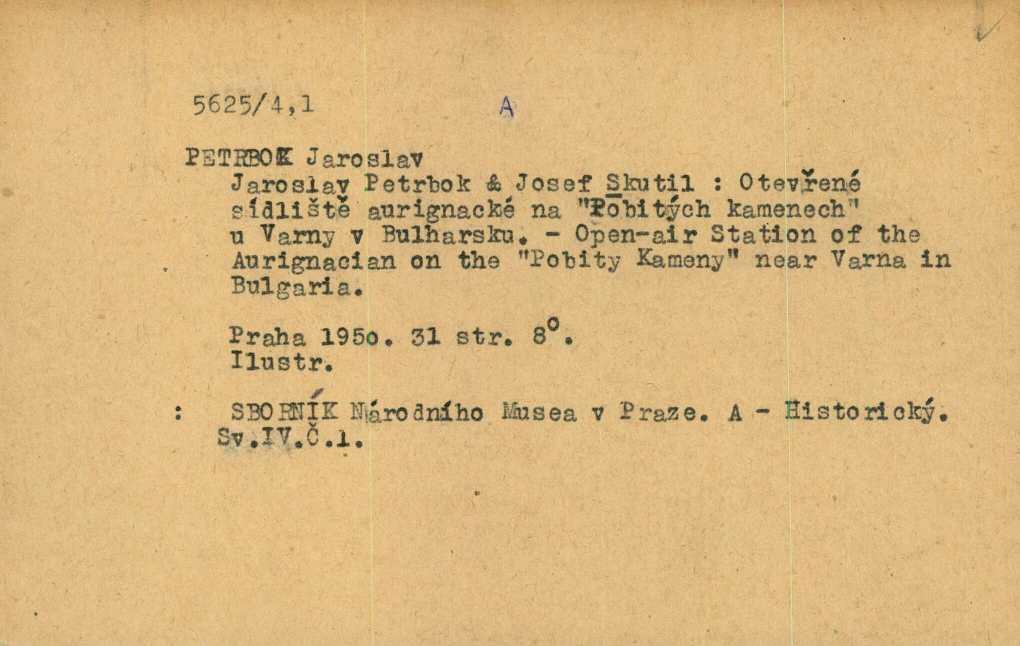 5625/4,1 A
PETRBOK Jaroslav
Jaroslav Petrbok & Josef Skutil : Otevřené
sídliště aurignacké na "Pobitých kamenech"
u Varny v Bulharsku. - Open-air Station of the
Aurignacian on the "Pobity Kameny" near Varna in
Bulgaria.
Praha 195o. 31 str. 8°.
Ilustr.
: SBORNÍK Národního Musea v Praze. A - Historický.
Sv.IV.Č.1.